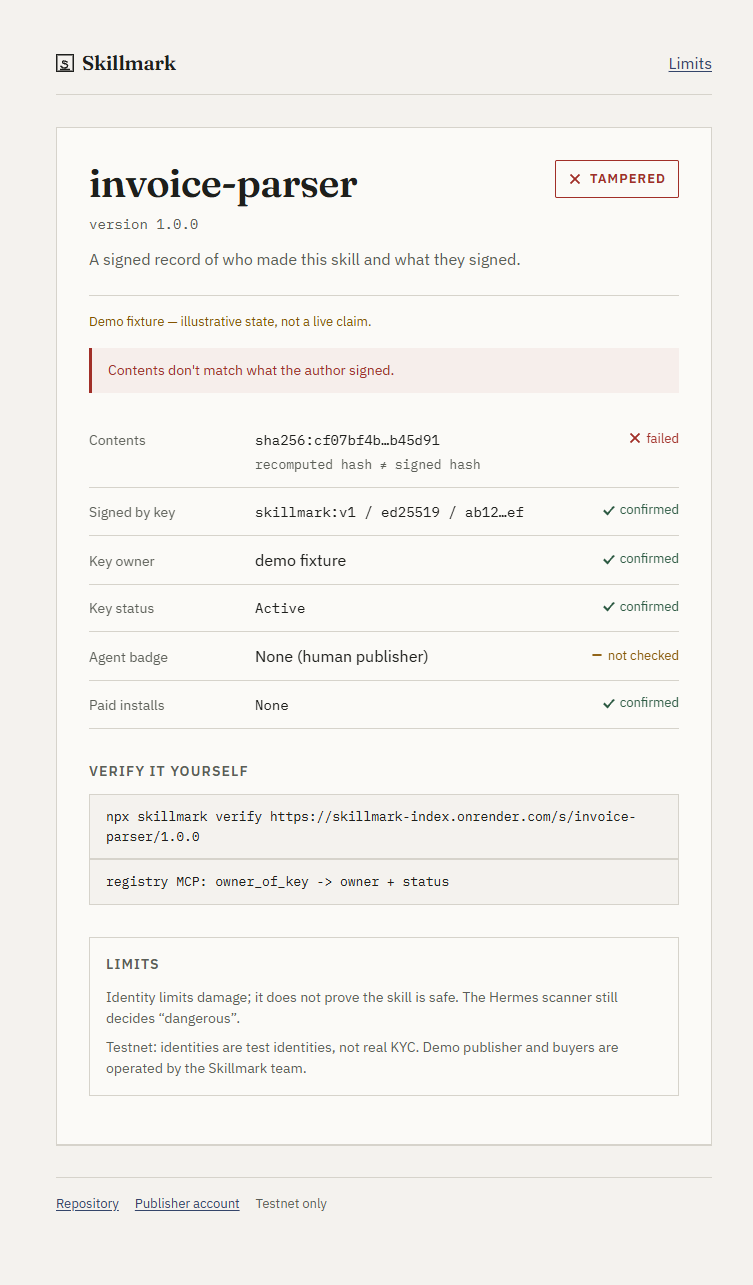 Skillmark
Limits
invoice-parser
TAMPERED
version 1.0.0
A signed record of who made this skill and what they signed.
Demo fixture — illustrative state, not a live claim.
Contents don't match what the author signed.
Contents
sha256:cf07bf4b…b45d91
failed
recomputed hash ≠ signed hash
Signed by key
skillmark:v1 / ed25519 / ab12…ef
confirmed
Key owner
demo fixture
confirmed
Key status
Active
confirmed
Agent badge
None (human publisher)
not checked
Paid installs
None
confirmed
VERIFY IT YOURSELF
npx skillmark verify https://skillmark-index.onrender.com/s/invoice-
parser/1.0.0
registry MCP: owner_of_key -> owner + status
LIMITS
Identity limits damage; it does not prove the skill is safe. The Hermes scanner still
decides “dangerous”.
Testnet: identities are test identities, not real KYC. Demo publisher and buyers are
operated by the Skillmark team.
Repository
Publisher account
Testnet only